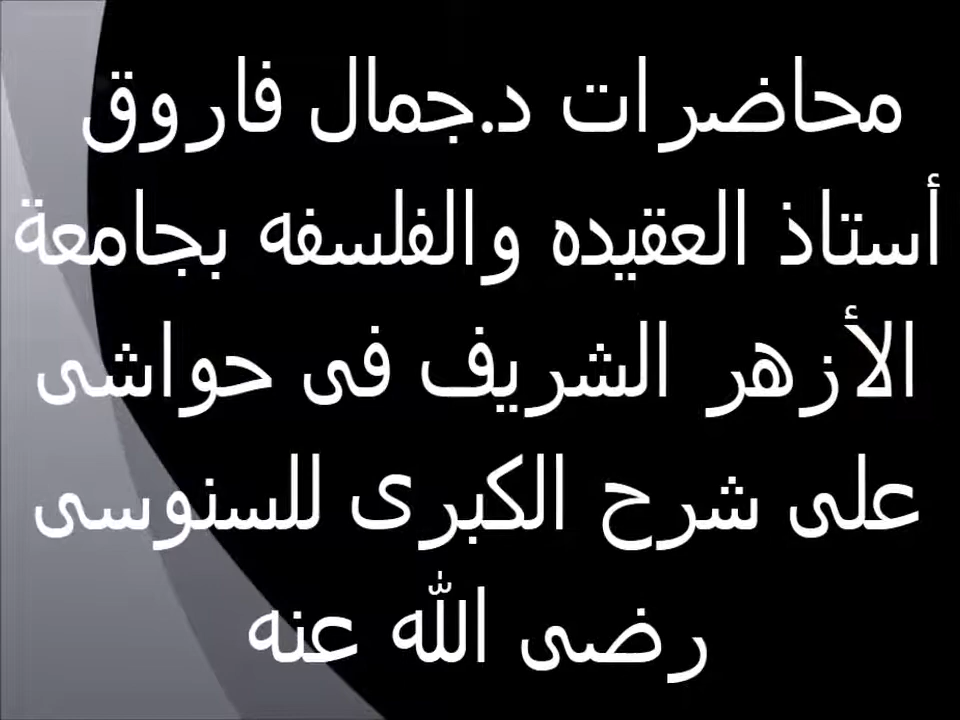 محاضرات د.جمال فاروق
أستاذ العقيده والفلسفه بجامعة
الأزهر الشريف فى حواشى
على شرح الكبرى للسنوسى
رضى الله عنه